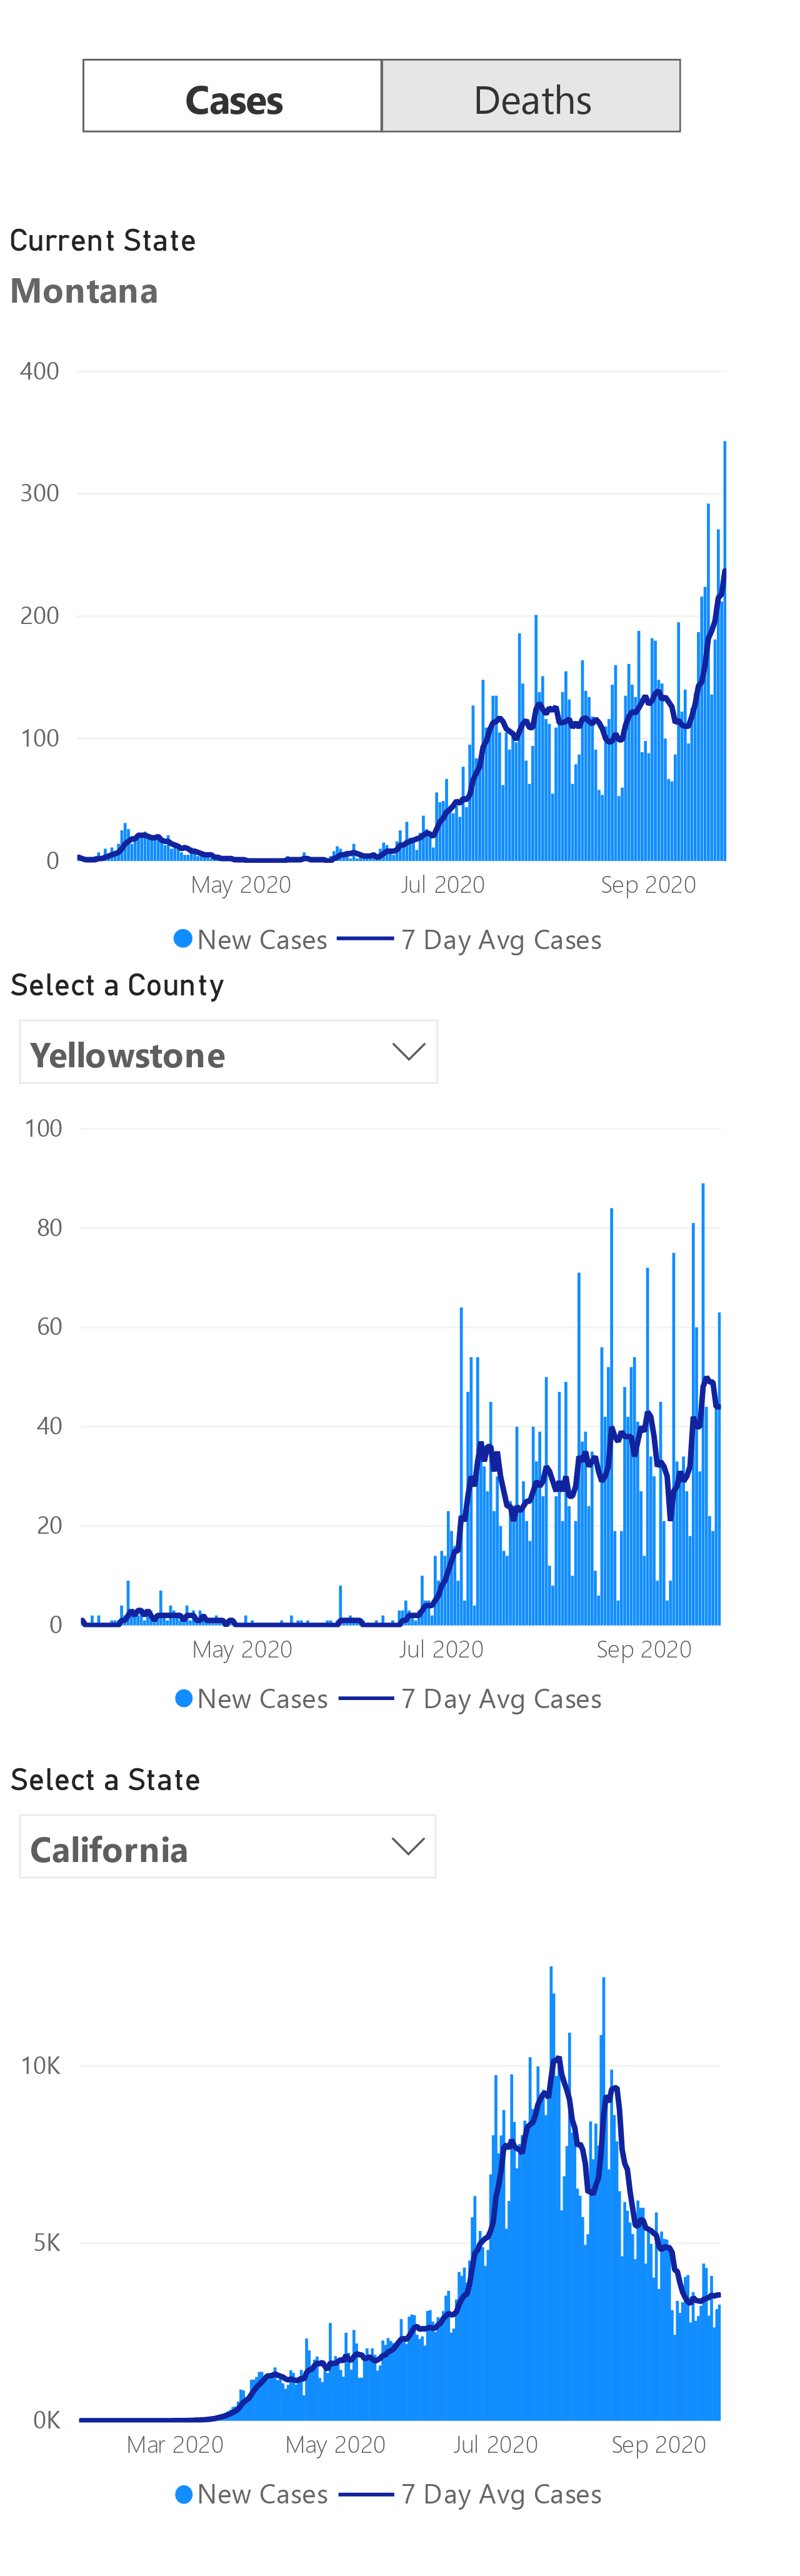 Cases Deaths
Current State
Montana
400
300
200
100
0
May 2020 Jul 2020 Sep 2020
New Cases 7 Day Avg Cases
Select a County
Yellowstone
100
80
60
40
20
0
May 2020 Jul 2020 Sep 2020
New Cases 7 Day Avg Cases
Select a State
California
10K
5K
0K
Mar 2020 May 2020 Jul 2020 Sep 2020
New Cases 7 Day Avg Cases